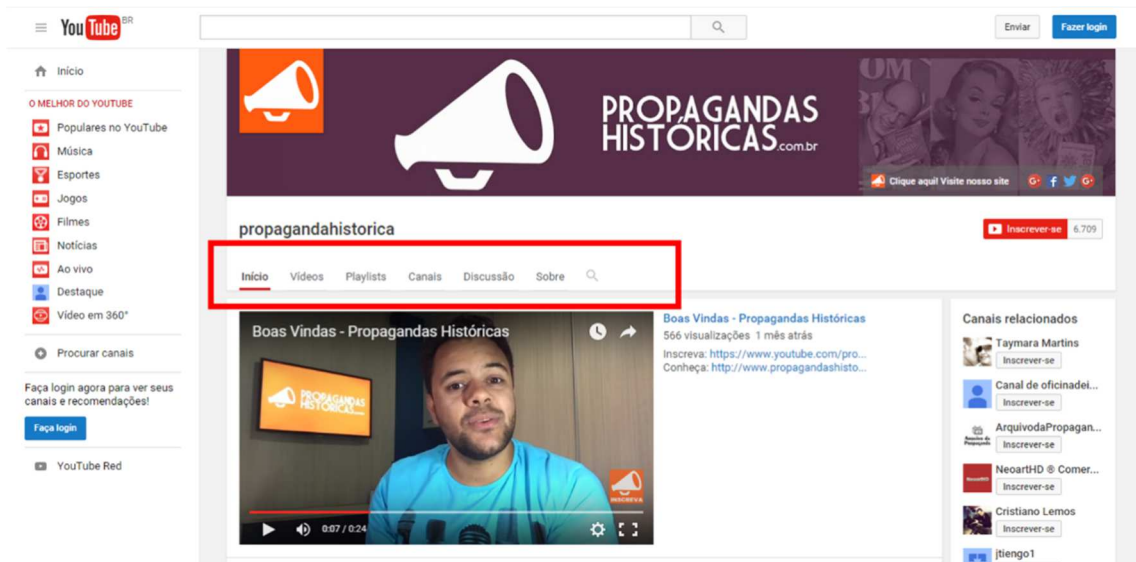 YouTube BR
Enviar
Fazer login
Início
O MELHOR DO YOUTUBE
Populares no YouTube
Música
Esportes
Jogos
Filmes
Notícias
Ao vivo
Destaque
Vídeo em 360°
Procurar canais
Faça login agora para ver seus
canais e recomendações!
Faça login
YouTube Red
PROPAGANDAS
HISTÓRICAS.com.br
Clique aqui! Visite nosso site
propagandahistorica
Inscrever-se 6.709
Início Vídeos Playlists Canais Discussão Sobre
Boas Vindas - Propagandas Históricas
PROPAGANDAS
HISTÓRICAS
INSCREVA
0:07 / 0:24
Boas Vindas - Propagandas Históricas
566 visualizações 1 mês atrás
Inscreva: https://www.youtube.com/pro...
Conheça: http://www.propagandashisto...
Canais relacionados
Taymara Martins
Inscrever-se
Canal de oficinadei...
Inscrever-se
ArquivodaPropagan...
Inscrever-se
NeoartHD ® Comer...
Inscrever-se
Cristiano Lemos
Inscrever-se
jtiengo1